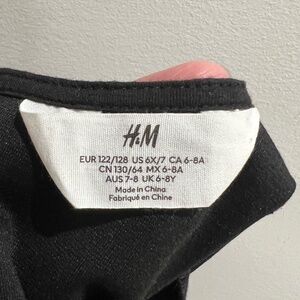 H&M
EUR 122/128 US 6X/7 CA 6-8A
CN 130/64 MX 6-8A
AUS 7-8 UK 6-8Y
Made in China
Fabriqué en Chine